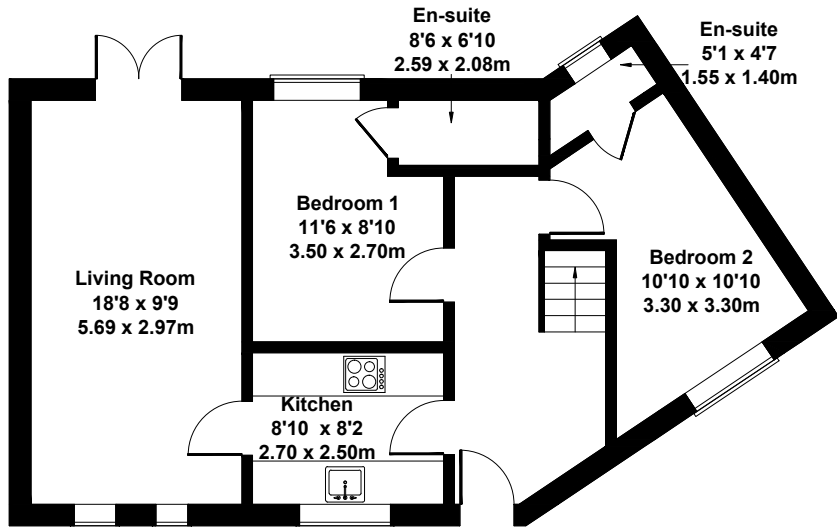 En-suite
8'6 x 6'10
2.59 x 2.08m
En-suite
5'1 x 4'7
1.55 x 1.40m
Bedroom 1
11'6 x 8'10
3.50 x 2.70m
Living Room
18'8 x 9'9
5.69 x 2.97m
Bedroom 2
10'10 x 10'10
3.30 x 3.30m
Kitchen
8'10 x 8'2
2.70 x 2.50m